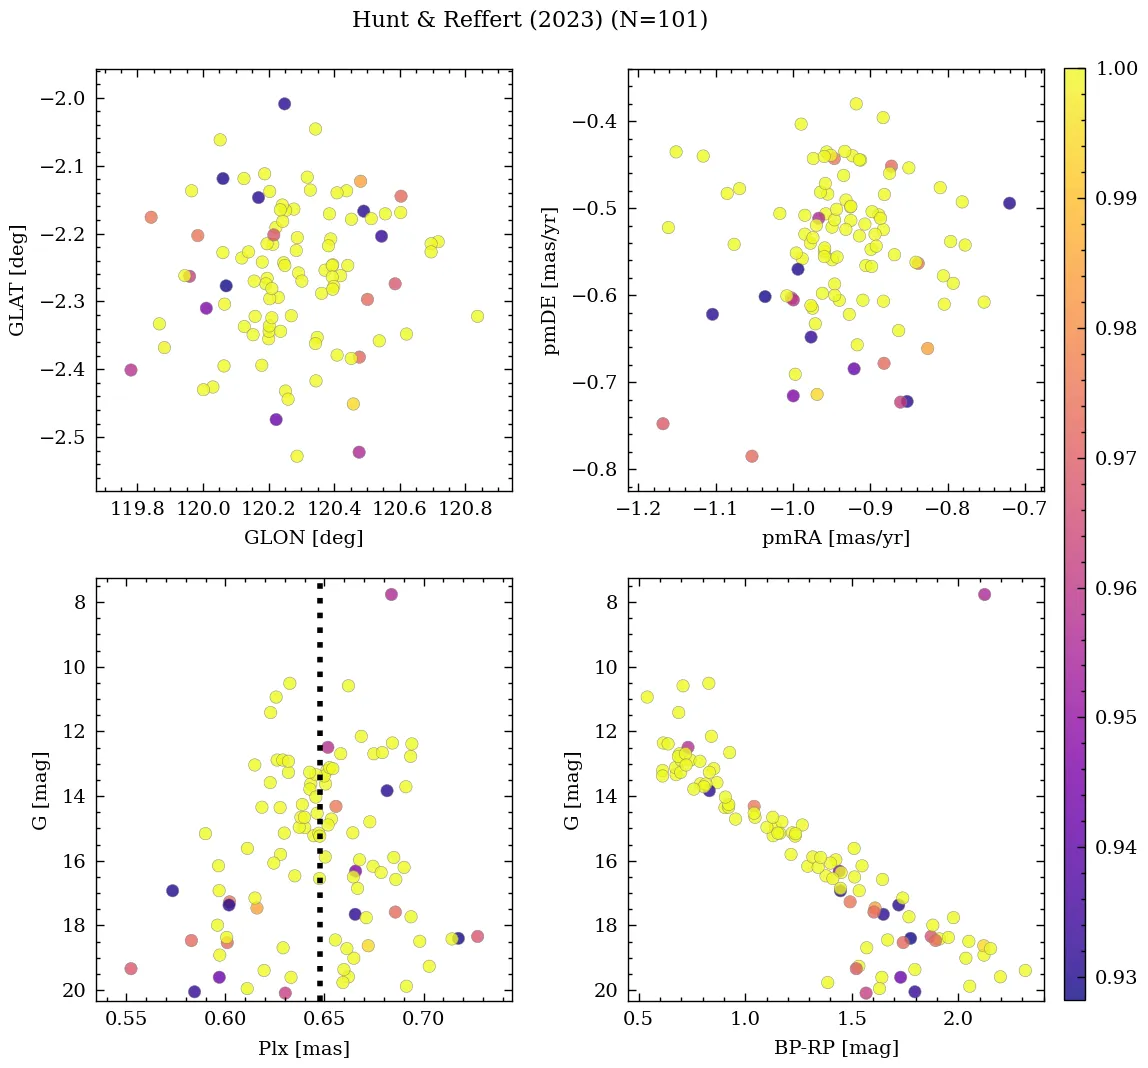 Hunt & Reffert (2023) (N=101)
−2.0
−2.1
−2.2
−2.3
−2.4
−2.5
GLAT [deg]
119.8 120.0 120.2 120.4 120.6 120.8
GLON [deg]
−0.4
−0.5
−0.6
−0.7
−0.8
pmDE [mas/yr]
−1.2 −1.1 −1.0 −0.9 −0.8 −0.7
pmRA [mas/yr]
8
10
12
14
16
18
20
G [mag]
0.55 0.60 0.65 0.70
Plx [mas]
8
10
12
14
16
18
20
G [mag]
0.5 1.0 1.5 2.0
BP-RP [mag]
1.00
0.99
0.98
0.97
0.96
0.95
0.94
0.93